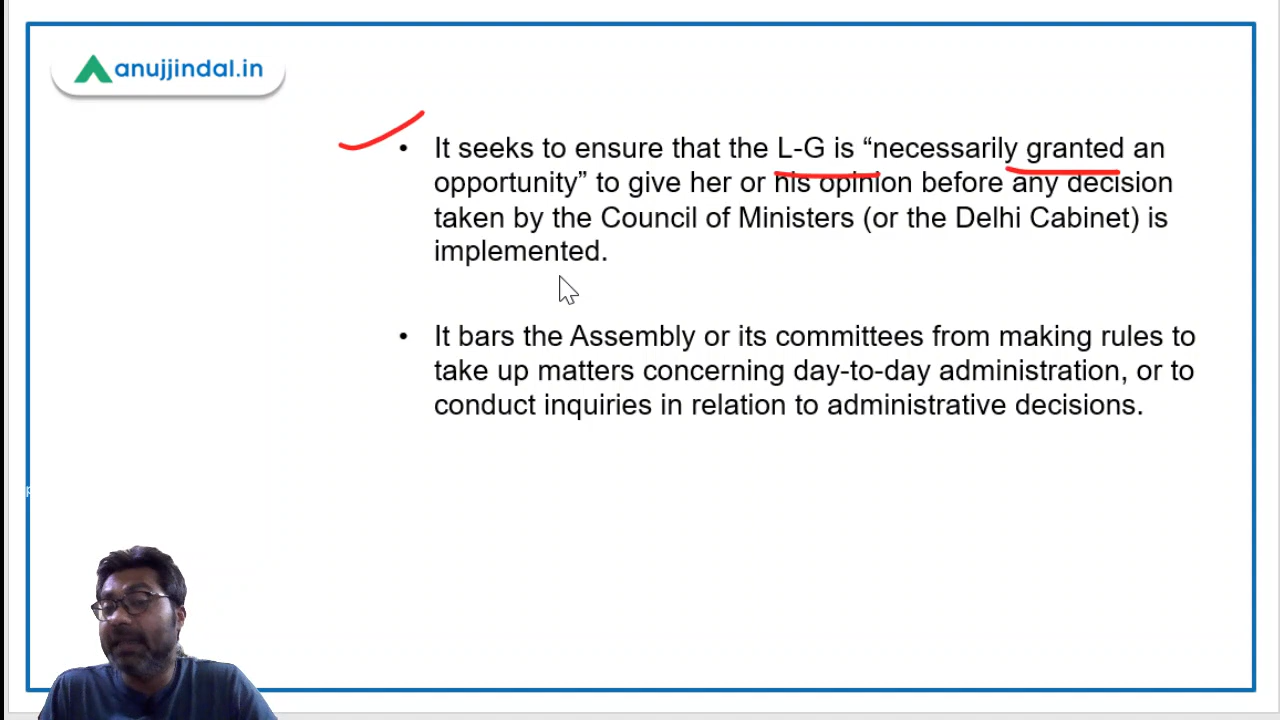 anujjindal.in
• It seeks to ensure that the L-G is “necessarily granted an
opportunity” to give her or his opinion before any decision
taken by the Council of Ministers (or the Delhi Cabinet) is
implemented.
• It bars the Assembly or its committees from making rules to
take up matters concerning day-to-day administration, or to
conduct inquiries in relation to administrative decisions.